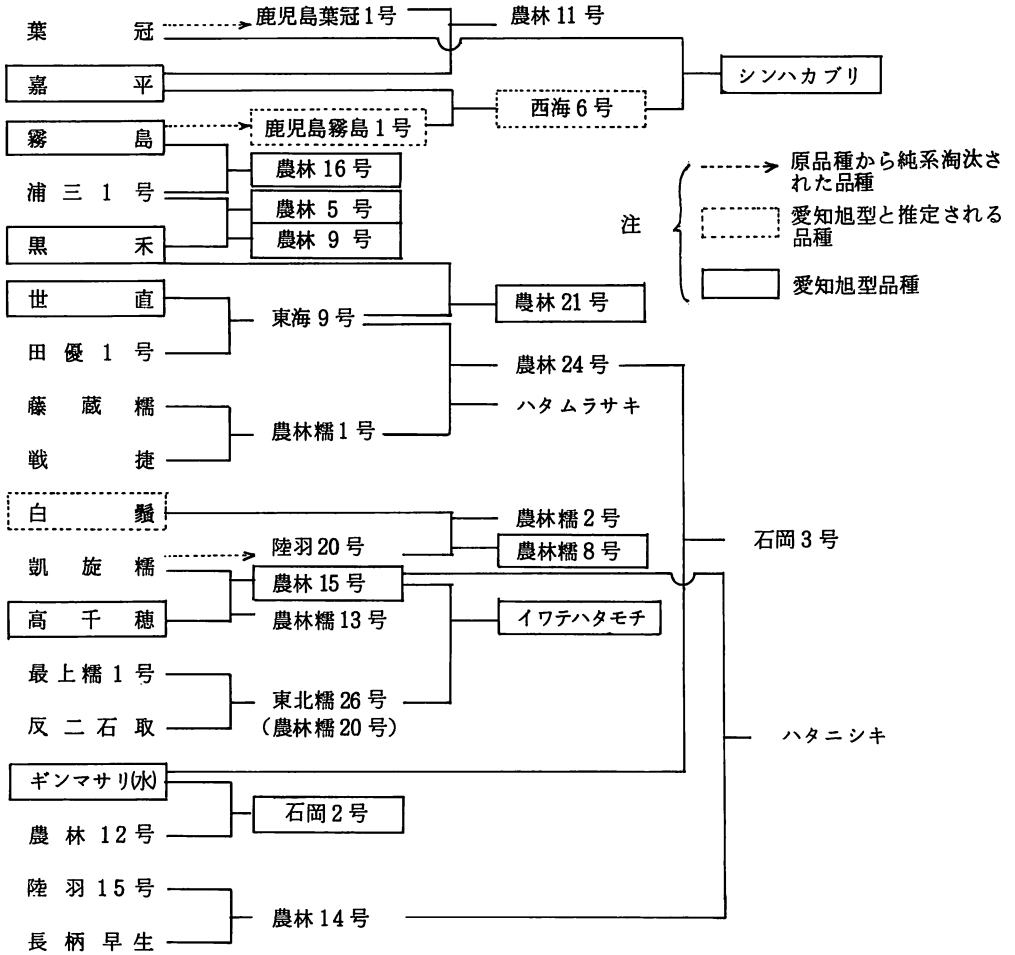 葉冠
鹿児島葉冠1号
農林11号
嘉平
シンハカブリ
西海6号
霧島
鹿児島霧島1号
農林16号
浦三1号
農林5号
農林9号
黒禾
注
原品種から純系淘汰さ
れた品種
愛知旭型と推定される
品種
愛知旭型品種
世直
東海9号
農林21号
田優1号
農林24号
藤蔵糯
ハタムラサキ
農林糯1号
戦捷
白鬚
農林糯2号
陸羽20号
農林糯8号
石岡3号
凱旋糯
農林15号
高千穂
農林糯13号
イワテハタモチ
最上糯1号
東北糯26号
(農林糯20号)
反二石取
ハタニシキ
ギンマサリ(水)
石岡2号
農林12号
陸羽15号
農林14号
長柄早生